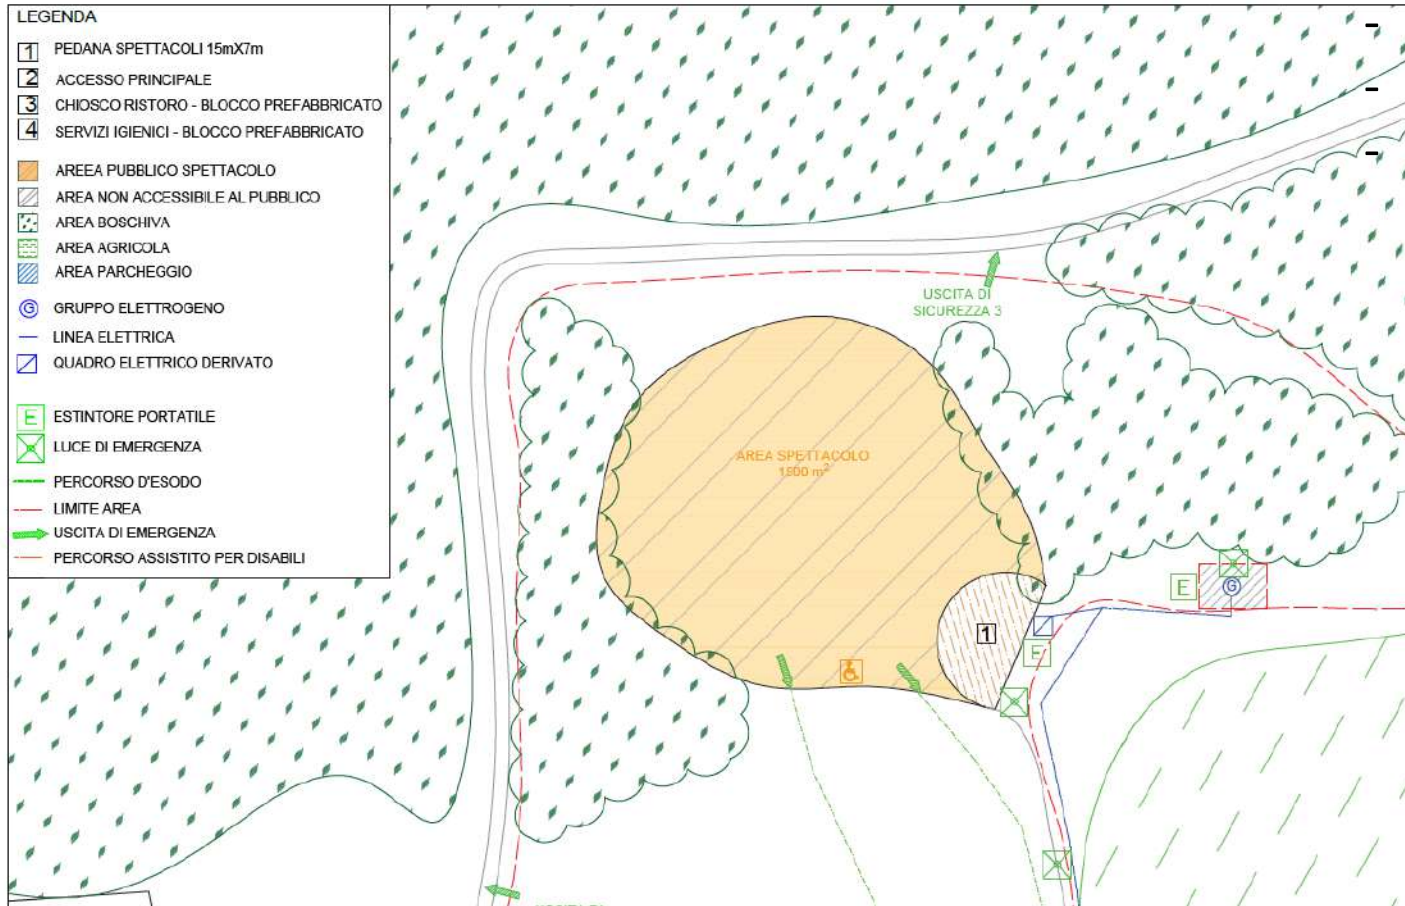 LEGENDA
1 PEDANA SPETTACOLI 15mX7m
2 ACCESSO PRINCIPALE
3 CHIOSCO RISTORO - BLOCCO PREFABBRICATO
4 SERVIZI IGIENICI - BLOCCO PREFABBRICATO
AREEA PUBBLICO SPETTACOLO
AREA NON ACCESSIBILE AL PUBBLICO
AREA BOSCHIVA
AREA AGRICOLA
AREA PARCHEGGIO
G GRUPPO ELETTROGENO
LINEA ELETTRICA
QUADRO ELETTRICO DERIVATO
E ESTINTORE PORTATILE
LUCE DI EMERGENZA
PERCORSO D'ESODO
LIMITE AREA
USCITA DI EMERGENZA
PERCORSO ASSISTITO PER DISABILI
USCITA DI
SICUREZZA 3
AREA SPETTACOLO
1800 m²
E
G
1
E